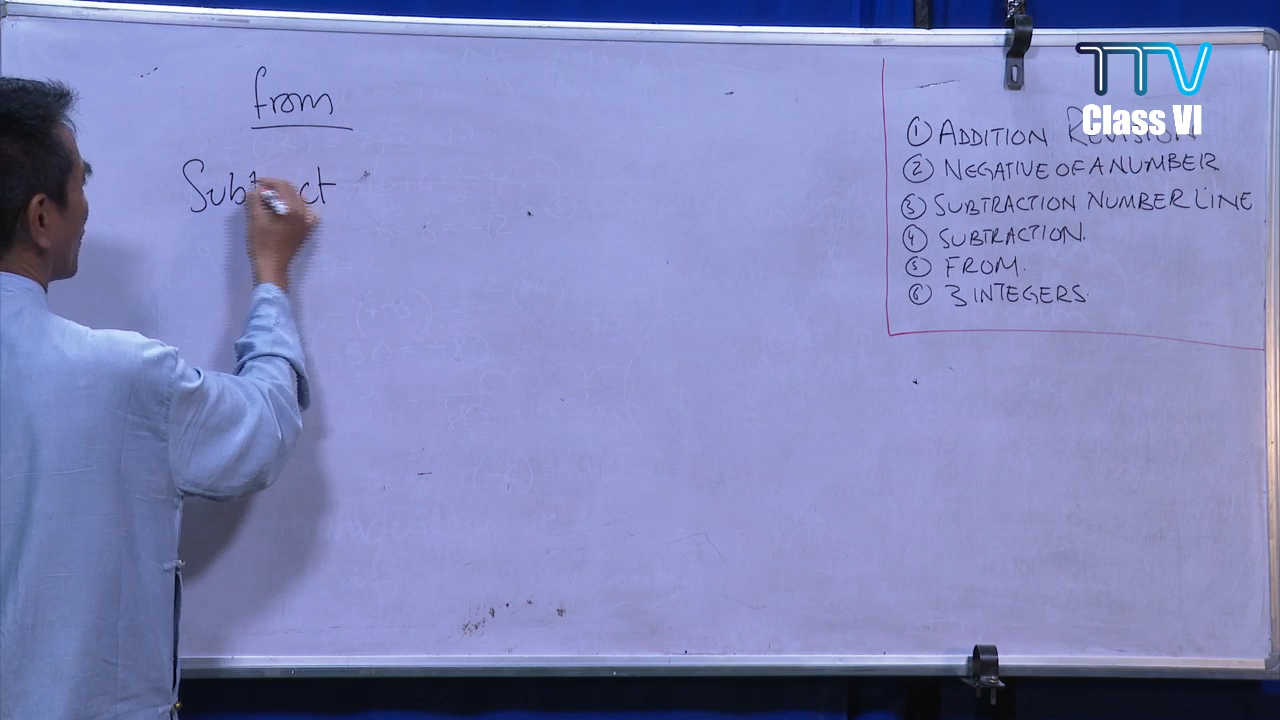 from
Subtract
TTV
Class VI
① ADDITION REVISION
② NEGATIVE OF A NUMBER
③ SUBTRACTION NUMBER LINE
④ SUBTRACTION.
⑤ FROM.
⑥ 3 INTEGERS.